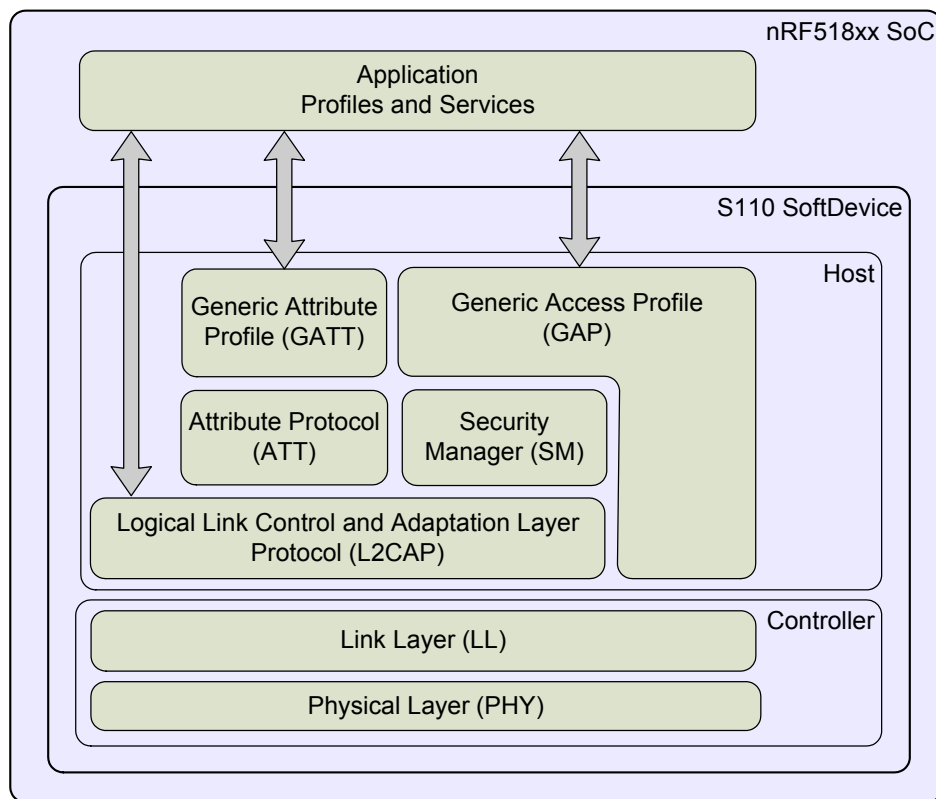 nRF518xx SoC
Application
Profiles and Services
S110 SoftDevice
Host
Generic Attribute
Profile (GATT)
Generic Access Profile
(GAP)
Attribute Protocol
(ATT)
Security
Manager (SM)
Logical Link Control and Adaptation Layer
Protocol (L2CAP)
Controller
Link Layer (LL)
Physical Layer (PHY)